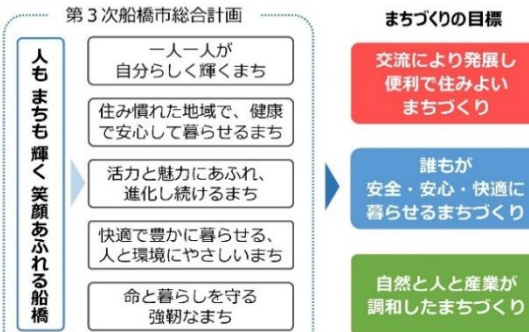 第３次船橋市総合計画
人も まちも 輝く 笑顔あふれる船橋
一人一人が
自分らしく輝くまち
住み慣れた地域で、健康
で安心して暮らせるまち
活力と魅力にあふれ、
進化し続けるまち
快適で豊かに暮らせる、
人と環境にやさしいまち
命と暮らしを守る
強靭なまち
まちづくりの目標
交流により発展し
便利で住みよい
まちづくり
誰もが
安全・安心・快適に
暮らせるまちづくり
自然と人と産業が
調和したまちづくり